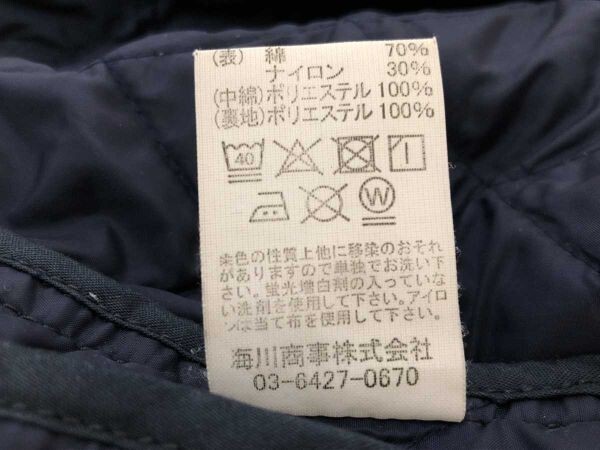 (表) 綿 70%
ナイロン 30%
(中綿)ポリエステル 100%
(裏地)ポリエステル 100%
40
W
染色の性質上他に移染のおそれ
がありますので単独でお洗い下
さい。蛍光増白剤の入っていな
い洗剤を使用して下さい。アイロ
ンは当て布を使用して下さい。
海川商事株式会社
03-6427-0670